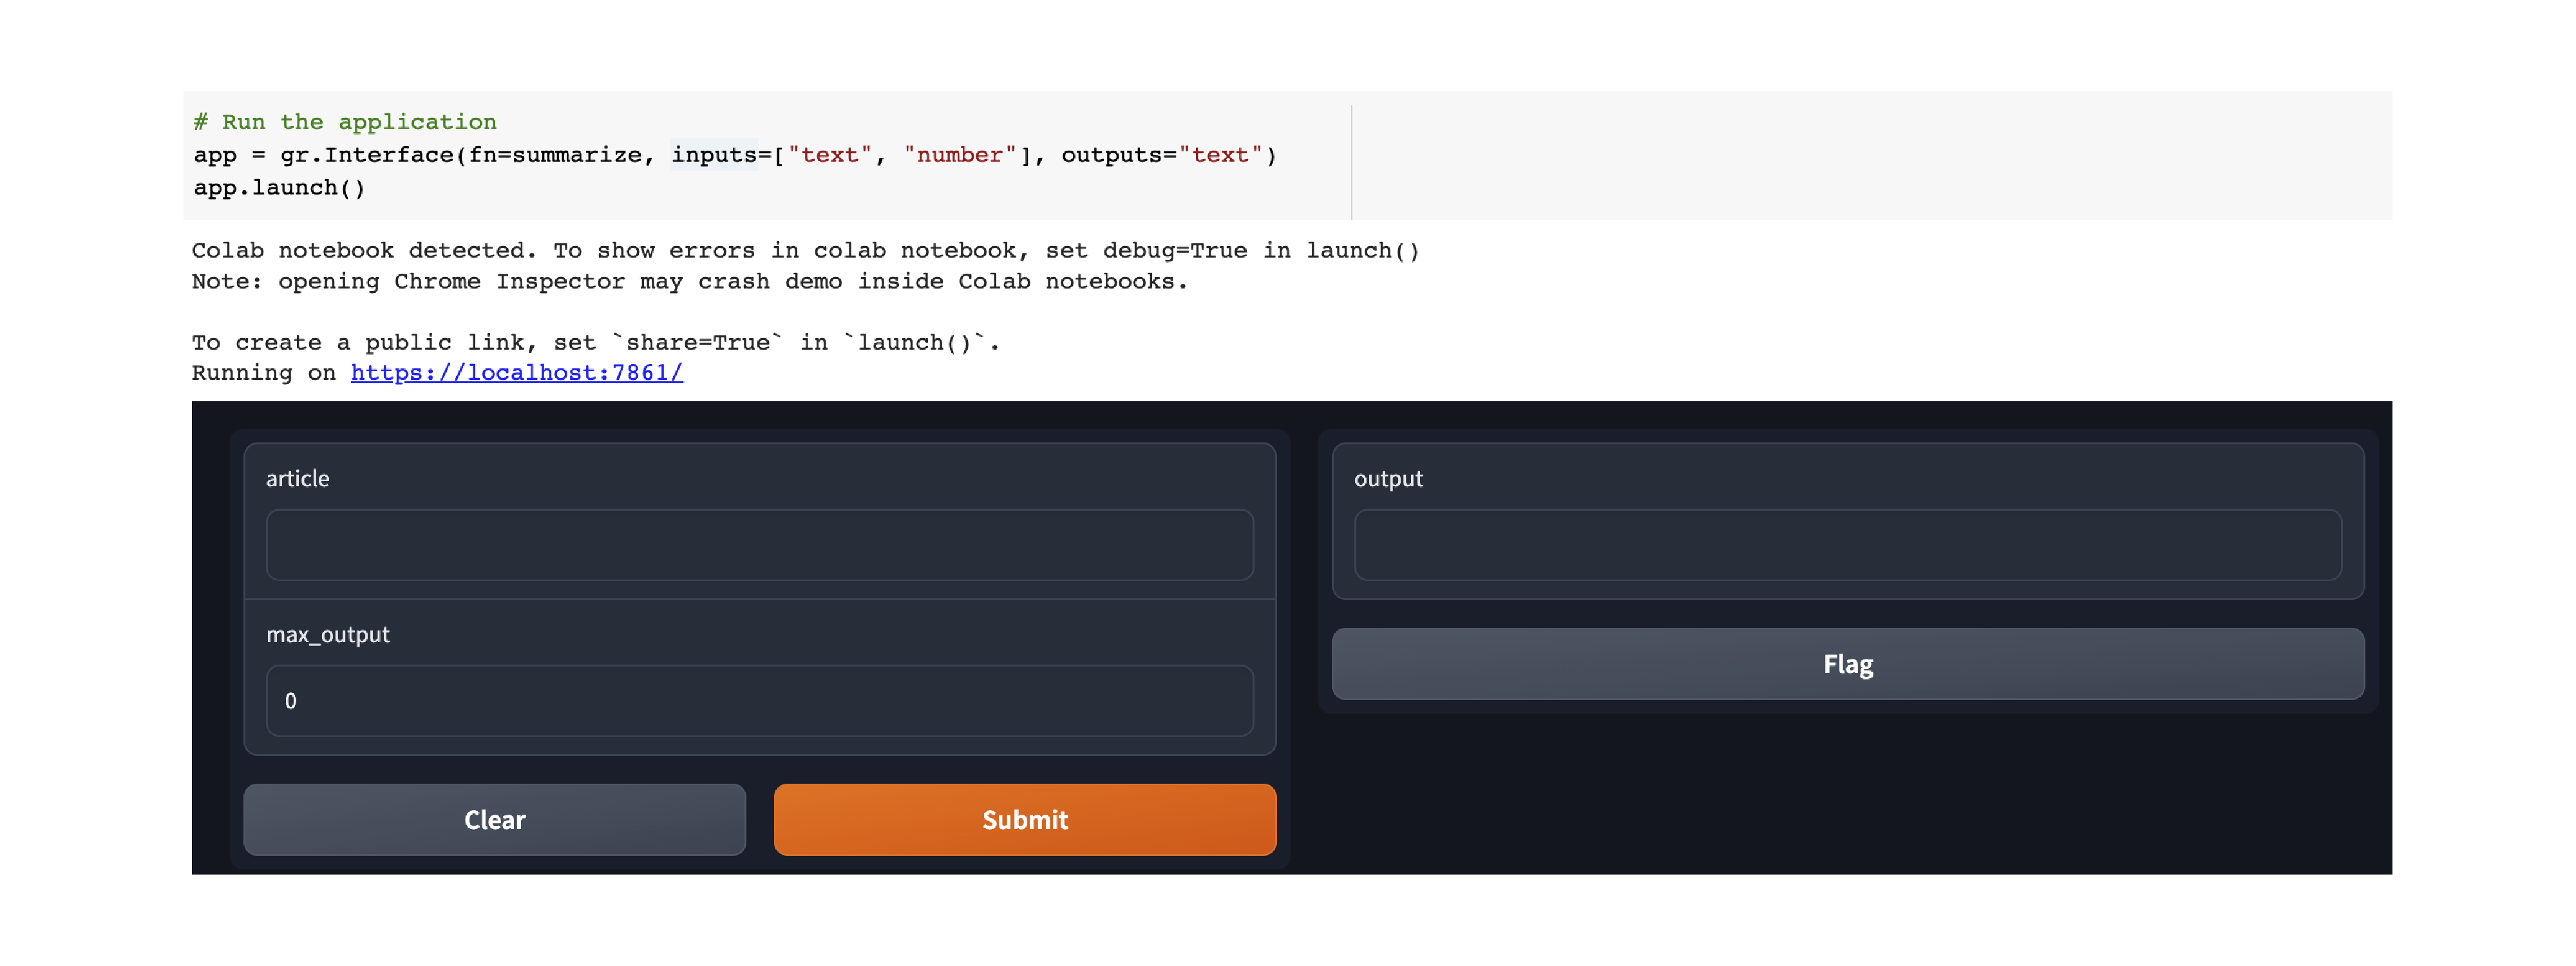 # Run the application
app = gr.Interface(fn=summarize, inputs=["text", "number"], outputs="text")
app.launch()
Colab notebook detected. To show errors in colab notebook, set debug=True in launch()
Note: opening Chrome Inspector may crash demo inside Colab notebooks.
To create a public link, set `share=True` in `launch()`.
Running on https://localhost:7861/
article
max_output
0
Clear
Submit
output
Flag